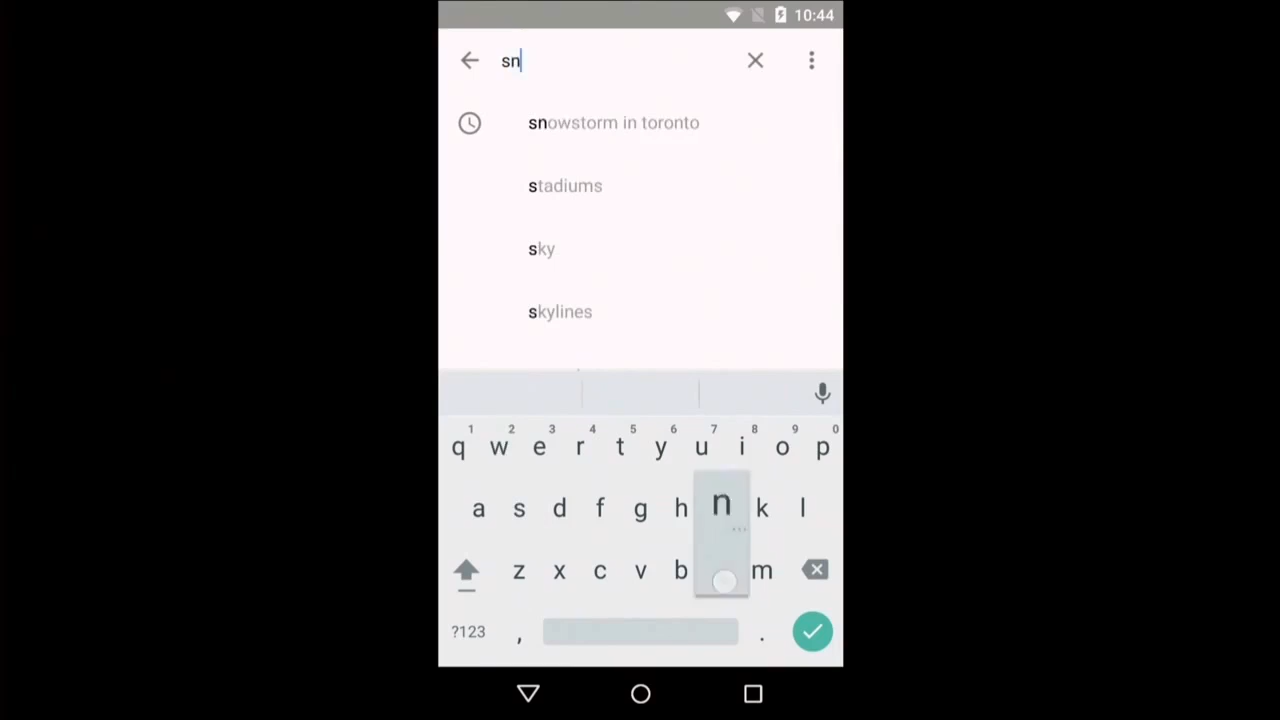 10:44
sn
snowstorm in toronto
stadiums
sky
skylines
1 2 3 4 5 6 7 8 9 0
q w e r t y u i o p
a s d f g h n k l
z x c v b m
?123 , .